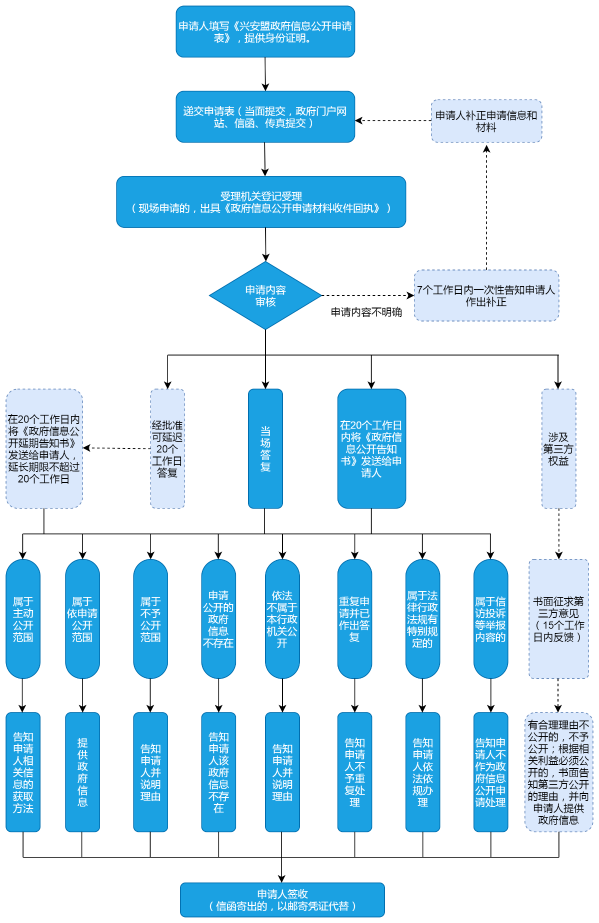 申请人填写《兴安盟政府信息公开申请
表》，提供身份证明。
递交申请表（当面提交，政府门户网
站、信函、传真提交）
申请人补正申请信息和
材料
受理机关登记受理
（现场申请的，出具《政府信息公开申请材料收件回执》）
申请内容
审核
申请内容不明确
7个工作日内一次性告知申请人
作出补正
在20个工作日内
将《政府信息公
开延期告知书》
发送给申请人，
延长期限不超过
20个工作日
经批准
可延迟
20个
工作日
答复
当
场
答
复
在20个工作日
内将《政府信
息公开告知
书》发送给申
请人
涉及
第三方
权益
属于
主动
公开
范围
属于
依申请
公开
范围
属于
不予
公开
范围
申请
公开的
政府
信息
不存在
依法
不属于
本行政
机关公
开
重复申
请并已
作出答
复
属于法
律行政
法规有
特别规
定的
属于信
访投诉
等举报
内容的
书面征求第
三方意见
（15个工作
日内反馈）
告知
申请
人相
关信
息的
获取
方法
提
供
政
府
信
息
告知
申请
人并
说明
理由
告知
申请
人该
政府
信息
不存
在
告知
申请
人并
说明
理由
告知
申请
人不
予重
复处
理
告知
申请
人依
法依
规办
理
告知申
请人不
作为政
府信息
公开申
请处理
有合理理由不
公开的，不予
公开；根据相
关利益必须公
开的，书面告
知第三方公开
的理由，并向
申请人提供
政府信息
申请人签收
（信函寄出的，以邮寄凭证代替）